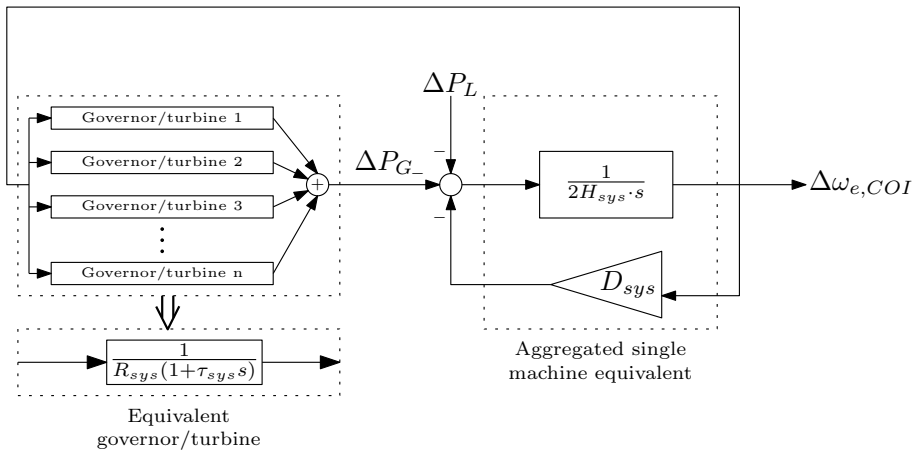 ΔP_L
Governor/turbine 1
Governor/turbine 2
Governor/turbine 3
⋮
Governor/turbine n
+
ΔP_G
−
−
−
1
2H_sys·s
Δω_e,COI
D_sys
1
R_sys(1+τ_sys s)
Aggregated single
machine equivalent
Equivalent
governor/turbine